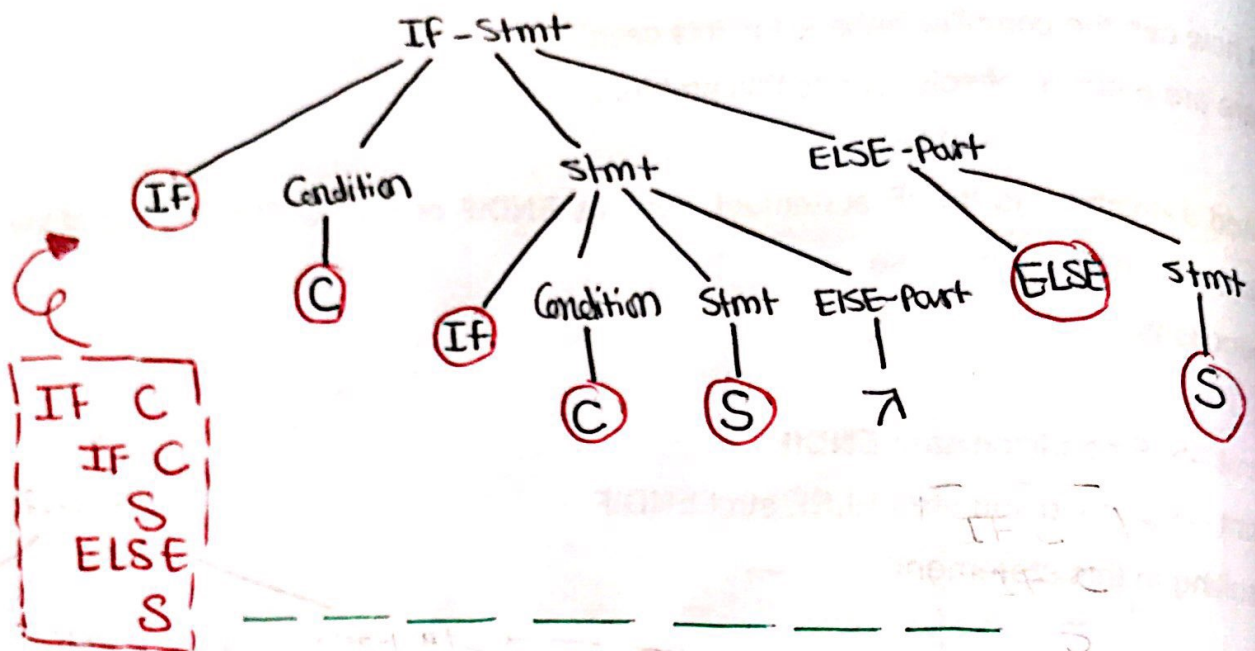 If-Stmt
If Condition Stmt ELSE-Part
C If Condition Stmt ElSE-Part ELSE Stmt
C S λ S
IF C
IF C
S
ELSE
S